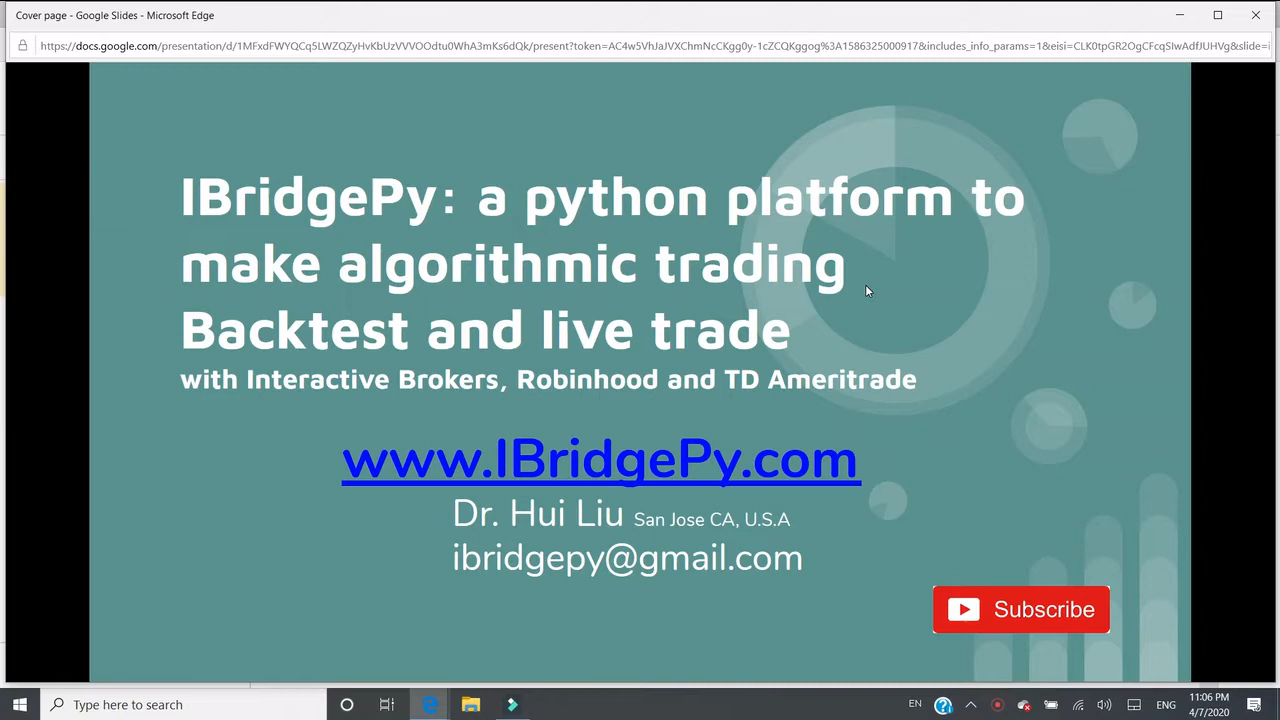 Cover page - Google Slides - Microsoft Edge
https://docs.google.com/presentation/d/1MFxdFWYQCq5LWZQZyHvKbUzVVVOOdtu0WhA3mKs6dQk/present?token=AC4w5VhJaJVXChmNcCKgg0y-1cZCQKggog%3A1586325000917&includes_info_params=1&eisi=CLK0tpGR2OgCFcqSIwAdfJUHVg&slide=i
IBridgePy: a python platform to
make algorithmic trading
Backtest and live trade
with Interactive Brokers, Robinhood and TD Ameritrade
www.IBridgePy.com
Dr. Hui Liu San Jose CA, U.S.A
ibridgepy@gmail.com
Subscribe
Type here to search
EN
ENG
11:06 PM
4/7/2020